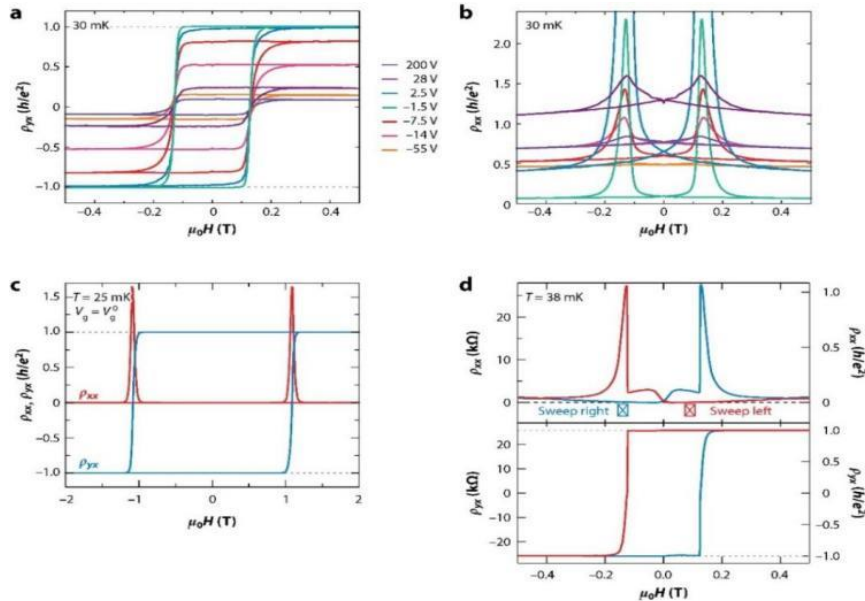 a
30 mK
1.0
0.5
0
−0.5
−1.0
ρyx (h/e²)
−0.4 −0.2 0.0 0.2 0.4
μ₀H (T)
200 V
28 V
2.5 V
−1.5 V
−7.5 V
−14 V
−55 V
b
30 mK
2.0
1.5
1.0
0.5
0
ρxx (h/e²)
−0.4 −0.2 0.0 0.2 0.4
μ₀H (T)
c
T = 25 mK
Vg = Vg⁰
1.5
1.0
0.5
0.0
−0.5
−1.0
ρxx, ρyx (h/e²)
ρxx
ρyx
−2 −1 0 1 2
μ₀H (T)
d
T = 38 mK
20
10
0
ρxx (kΩ)
1.0
0.5
0
ρxx (h/e²)
Sweep right
Sweep left
20
10
0
−10
−20
ρyx (kΩ)
1.0
0.5
0
−0.5
−1.0
ρyx (h/e²)
−0.4 −0.2 0.0 0.2 0.4
μ₀H (T)